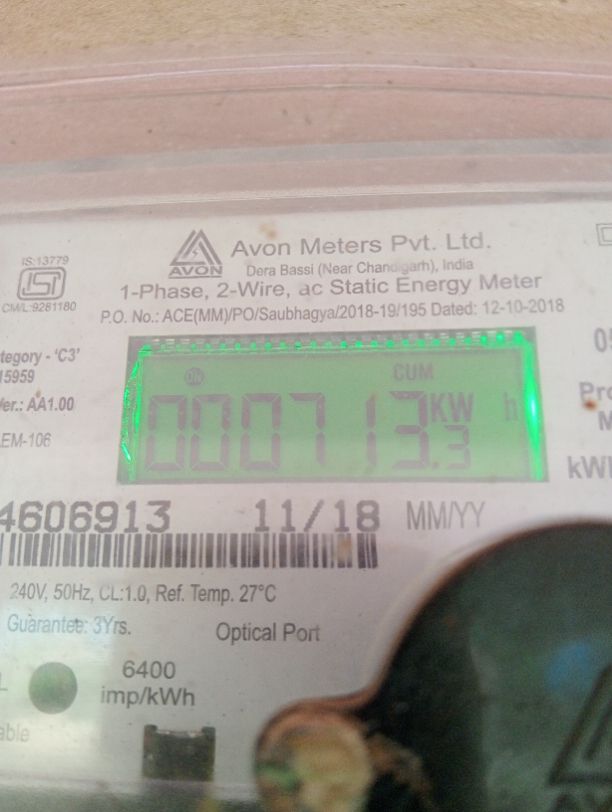 IS:13779
CM/L:9281180
AVON
Avon Meters Pvt. Ltd.
Dera Bassi (Near Chandigarh), India
1-Phase, 2-Wire, ac Static Energy Meter
P.O. No.: ACE(MM)/PO/Saubhagya/2018-19/195 Dated: 12-10-2018
tegory - 'C3'
15959
Ver.: AA1.00
EM-106
ON
CUM
000713.3 KW h
kWh
4606913
11/18 MM/YY
240V, 50Hz, CL:1.0, Ref. Temp. 27°C
Guarantee: 3Yrs.
Optical Port
6400
imp/kWh
able